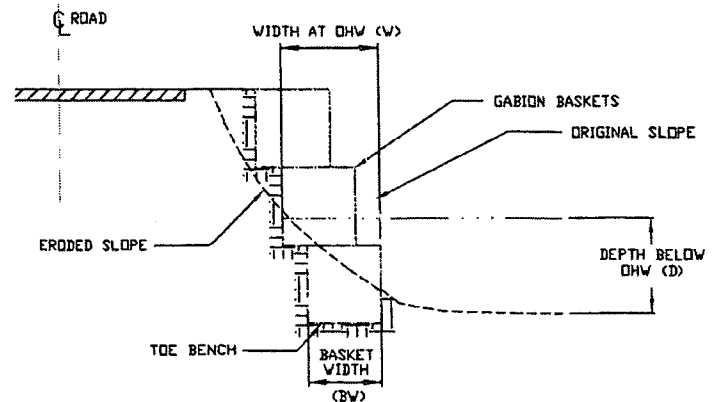 ℄ ROAD
WIDTH AT OHW (W)
GABION BASKETS
ORIGINAL SLOPE
ERODED SLOPE
DEPTH BELOW
OHW (D)
TOE BENCH
BASKET
WIDTH
(BW)